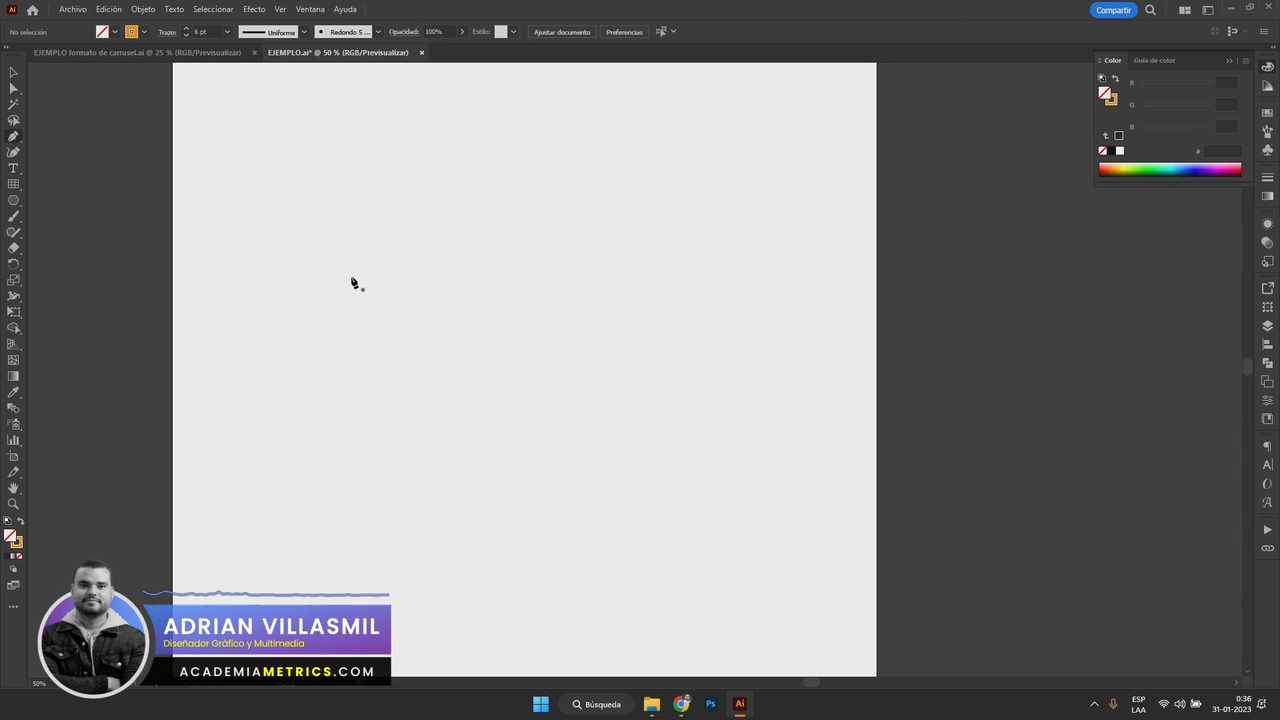 Ai Archivo Edición Objeto Texto Seleccionar Efecto Ver Ventana Ayuda Compartir
No selección Trazo: 6 pt Uniforme Redondo 5 ... Opacidad: 100% Estilo: Ajustar documento Preferencias
EJEMPLO formato de carrusel.ai @ 25 % (RGB/Previsualizar) × EJEMPLO.ai* @ 50 % (RGB/Previsualizar) ×
Color Guía de color
R
G
B
#
ADRIAN VILLASMIL
Diseñador Gráfico y Multimedia
ACADEMIAMETRICS.COM
50%
Búsqueda Ps Ai
ESP
LAA
0:36
31-01-2023